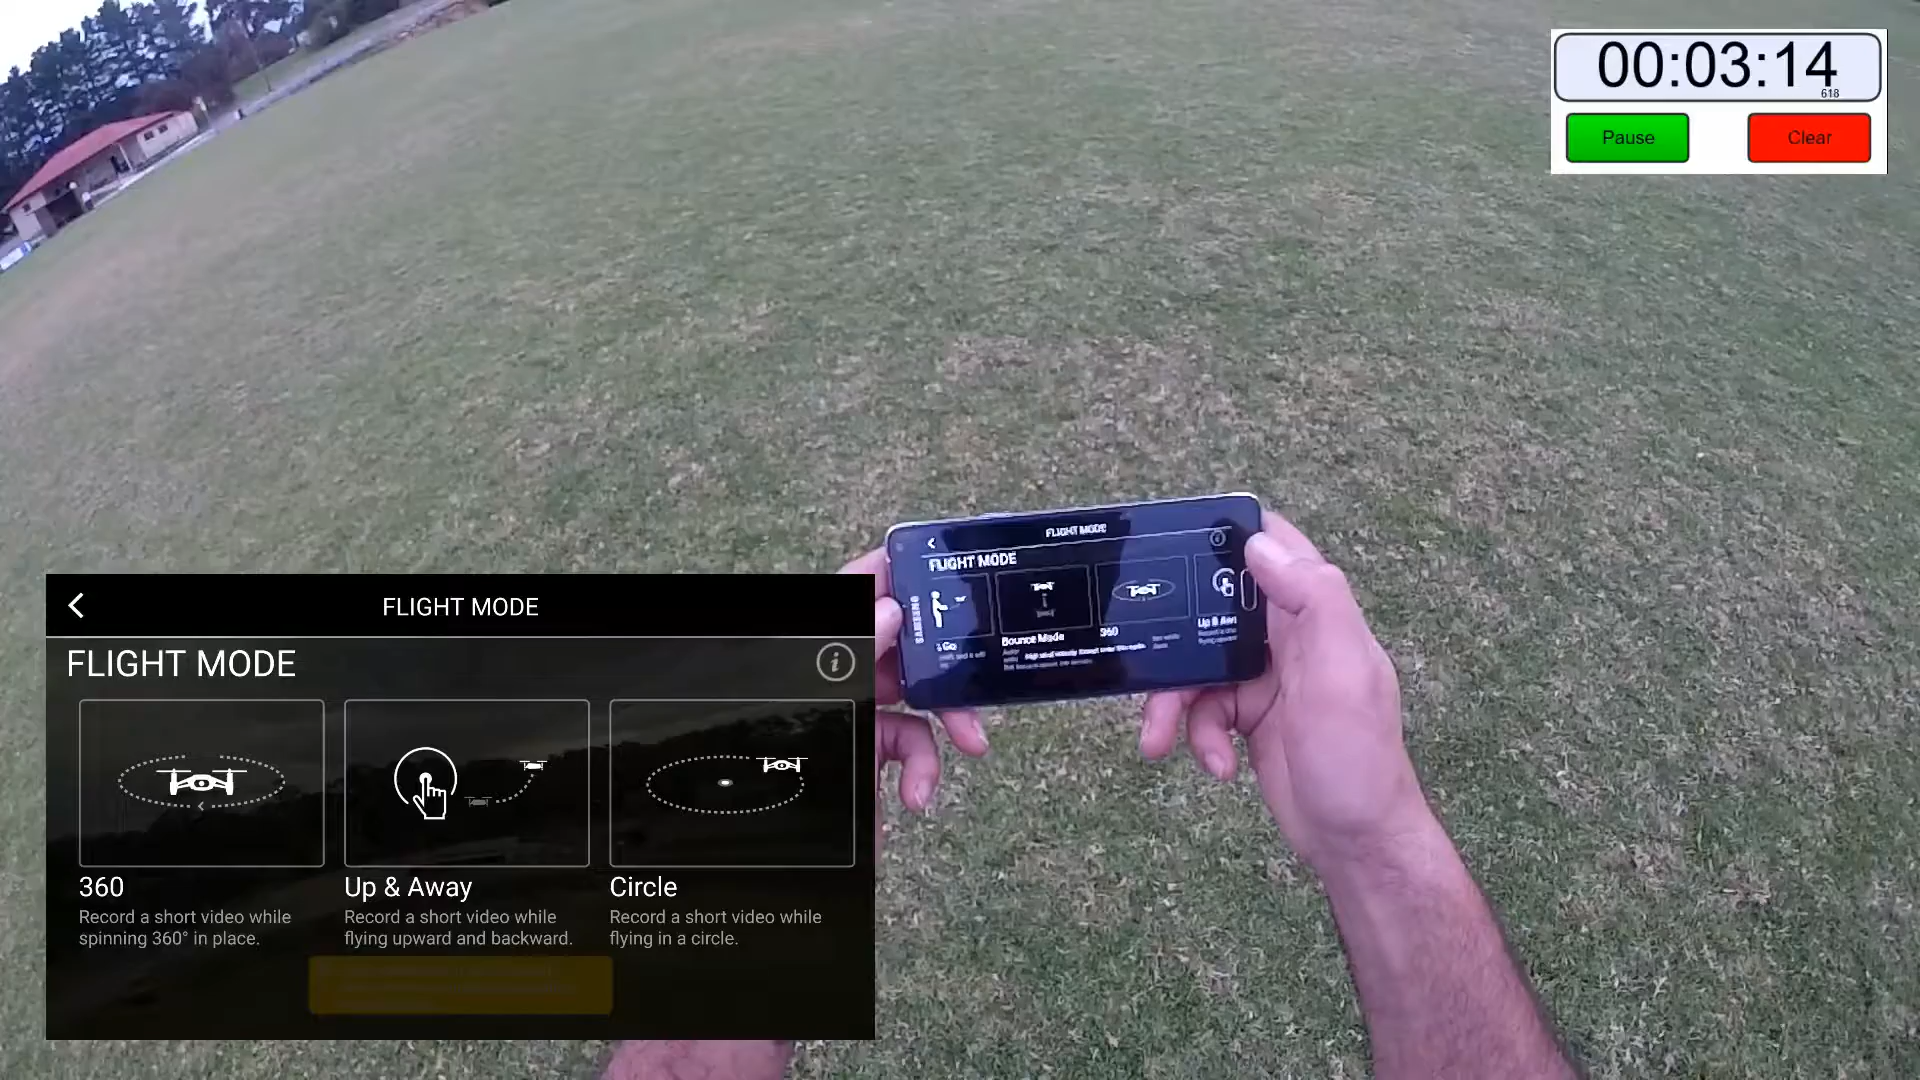 00:03:14
618
Pause
Clear
FLIGHT MODE
FLIGHT MODE
360
Record a short video while
spinning 360° in place.
Up & Away
Record a short video while
flying upward and backward.
Circle
Record a short video while
flying in a circle.
SAMSUNG
FLIGHT MODE
FLIGHT MODE
Go
Bounce Mode
360